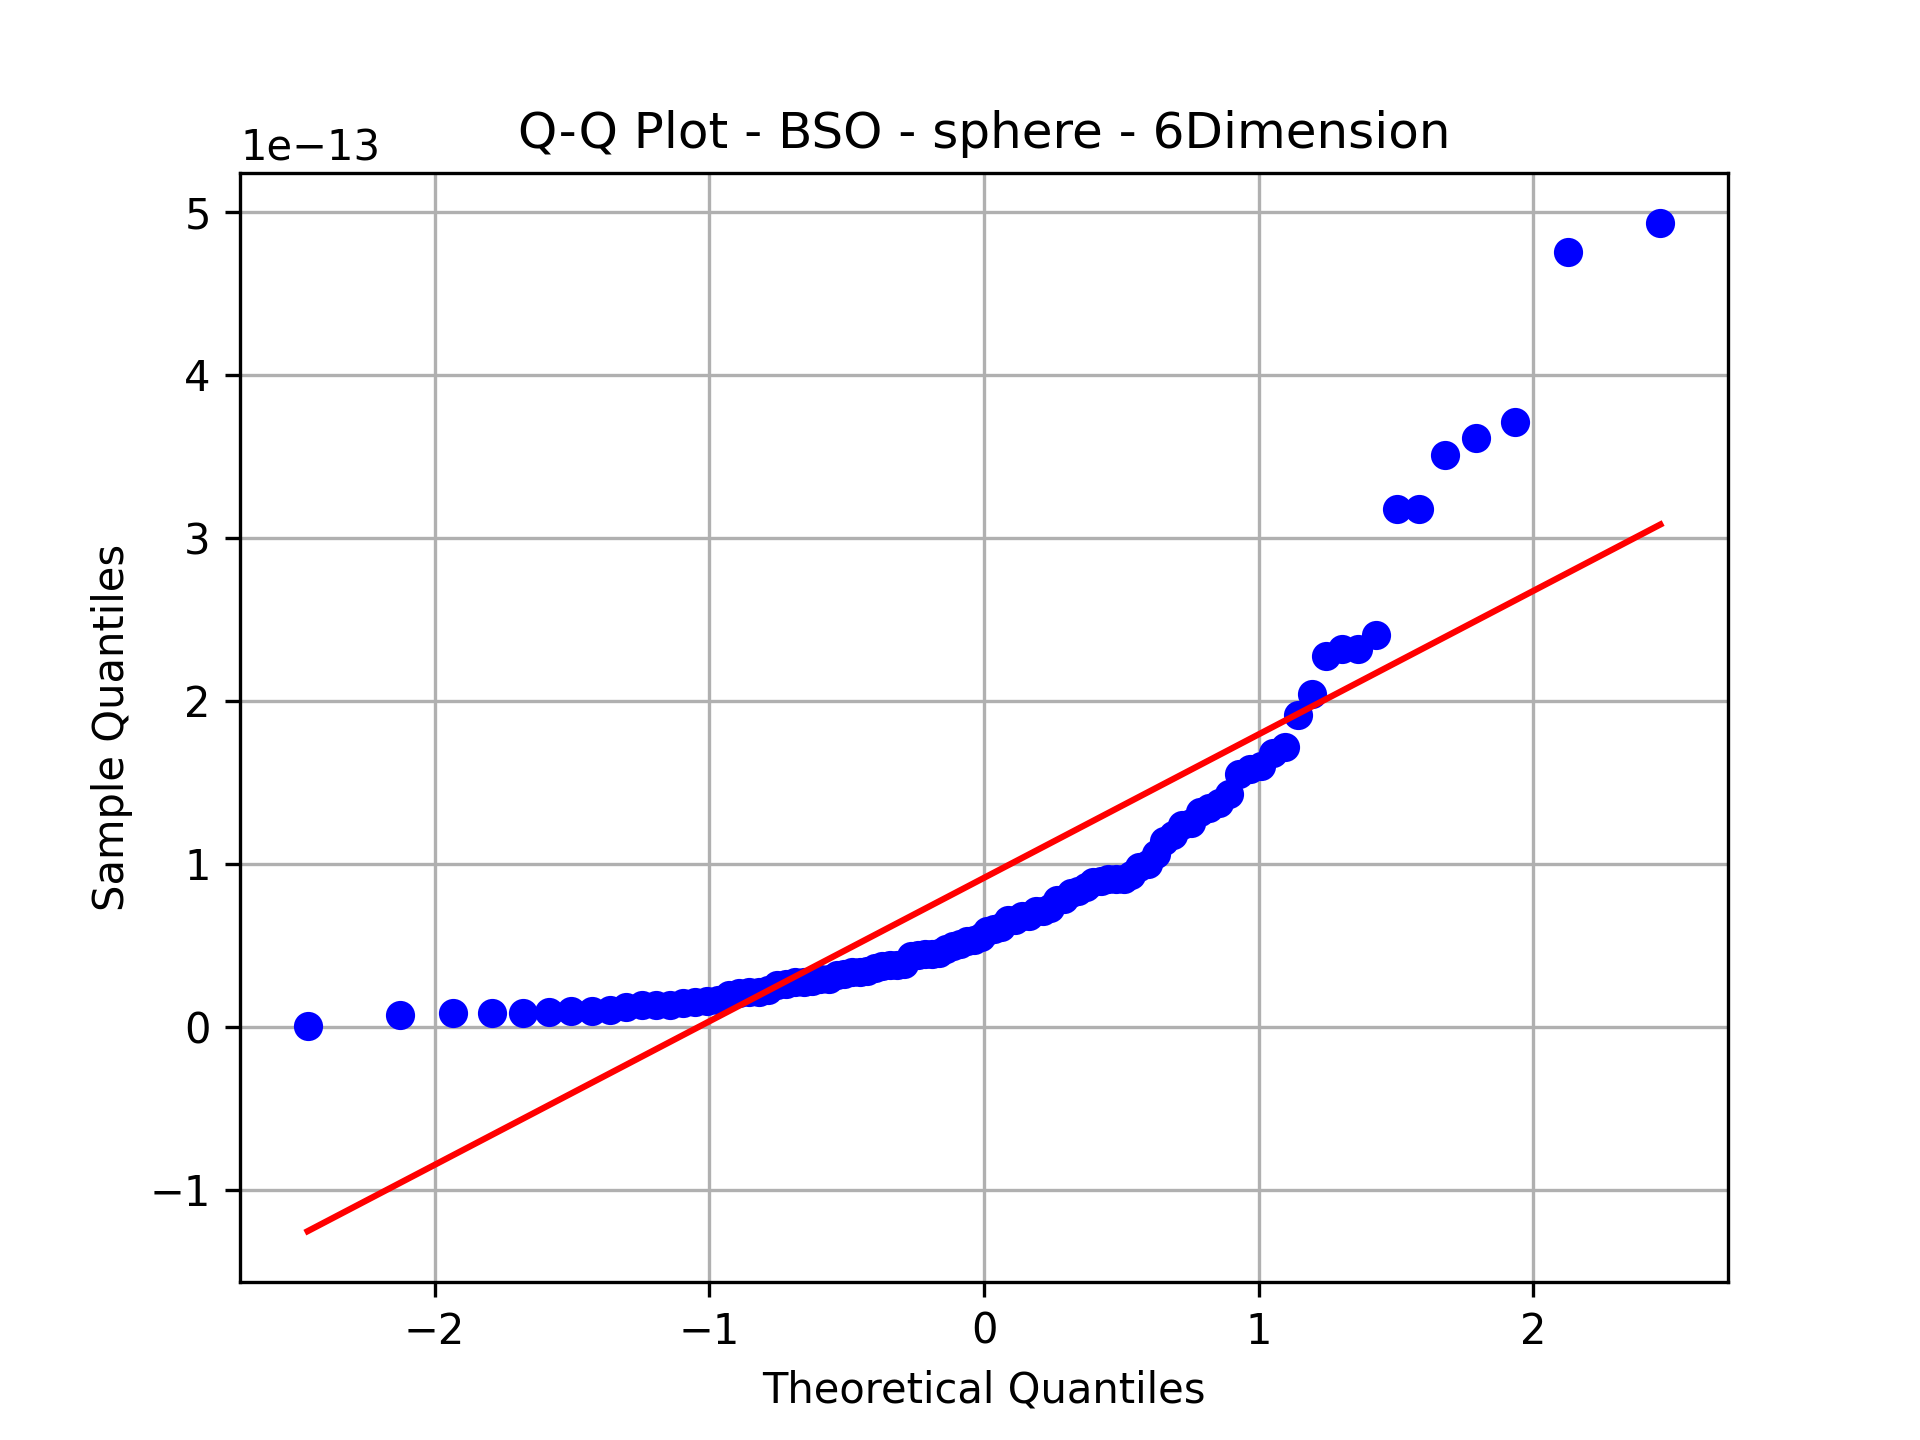 Q-Q Plot - BSO - sphere - 6Dimension
1e−13
5
4
3
2
1
0
−1
Sample Quantiles
−2 −1 0 1 2
Theoretical Quantiles